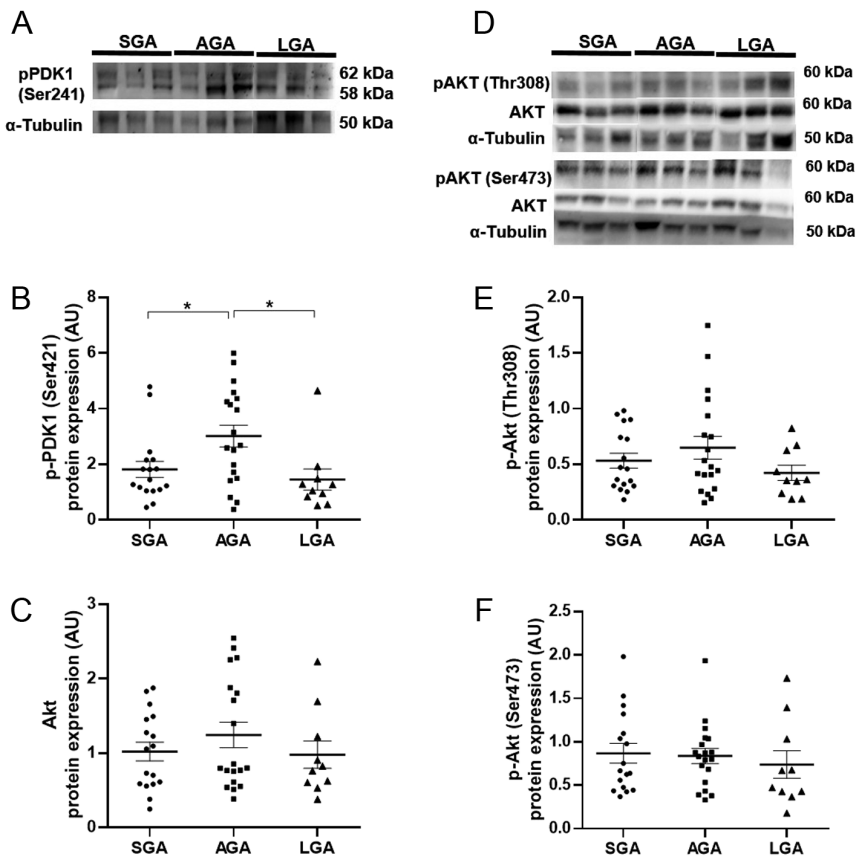 A
SGA AGA LGA
pPDK1
(Ser241)
62 kDa
58 kDa
α-Tubulin
50 kDa
D
SGA AGA LGA
pAKT (Thr308)
60 kDa
AKT
60 kDa
α-Tubulin
50 kDa
pAKT (Ser473)
60 kDa
AKT
60 kDa
α-Tubulin
50 kDa
B
p-PDK1 (Ser421)
protein expression (AU)
8
6
4
2
0
* *
SGA AGA LGA
E
p-Akt (Thr308)
protein expression (AU)
2.0
1.5
1.0
0.5
0.0
SGA AGA LGA
C
Akt
protein expression (AU)
3
2
1
0
SGA AGA LGA
F
p-Akt (Ser473)
protein expression (AU)
2.5
2.0
1.5
1.0
0.5
0.0
SGA AGA LGA